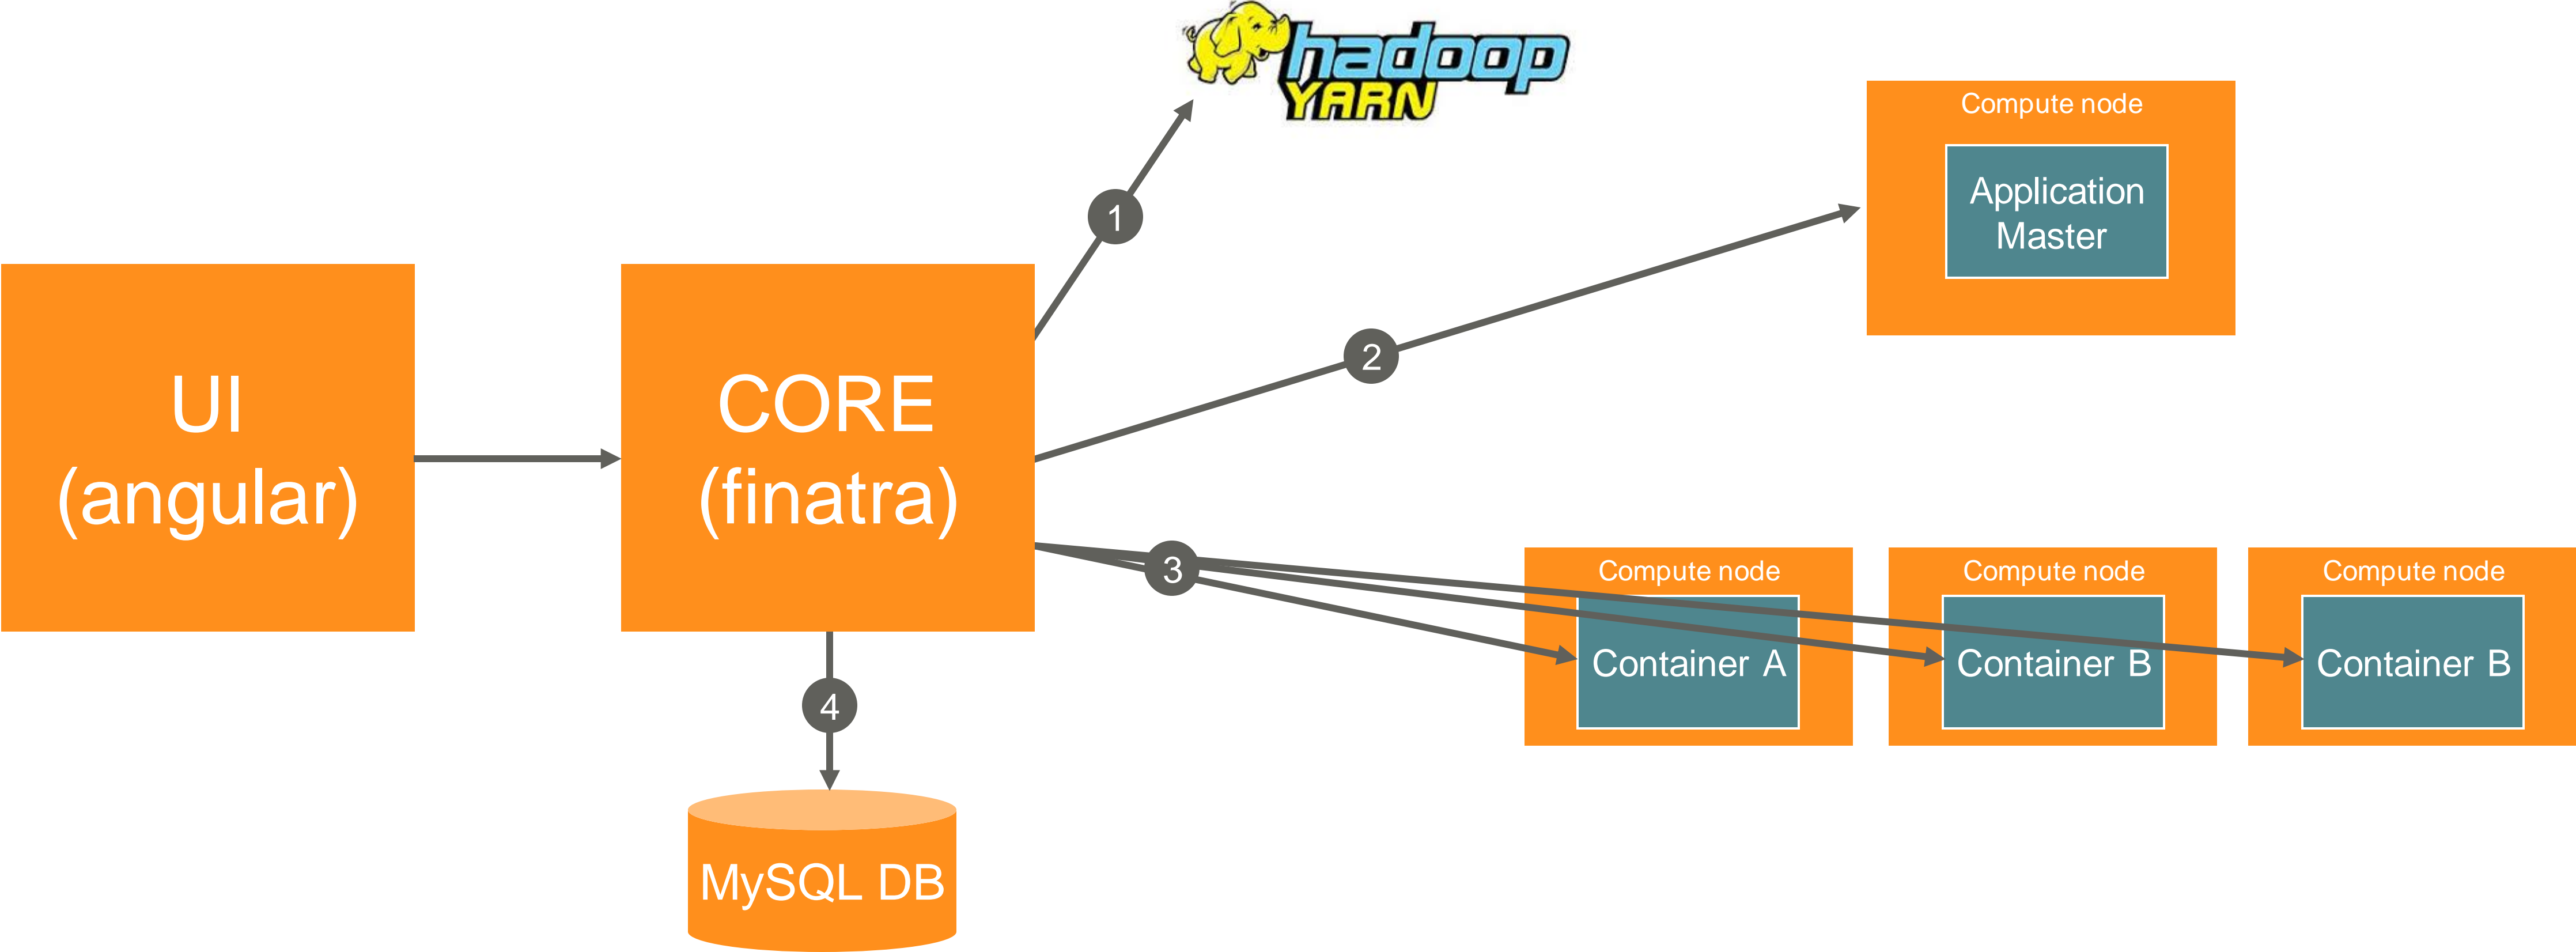 hadoop
YARN
Compute node
Application
Master
1
2
UI
(angular)
CORE
(finatra)
3
Compute node
Container A
Compute node
Container B
Compute node
Container B
4
MySQL DB